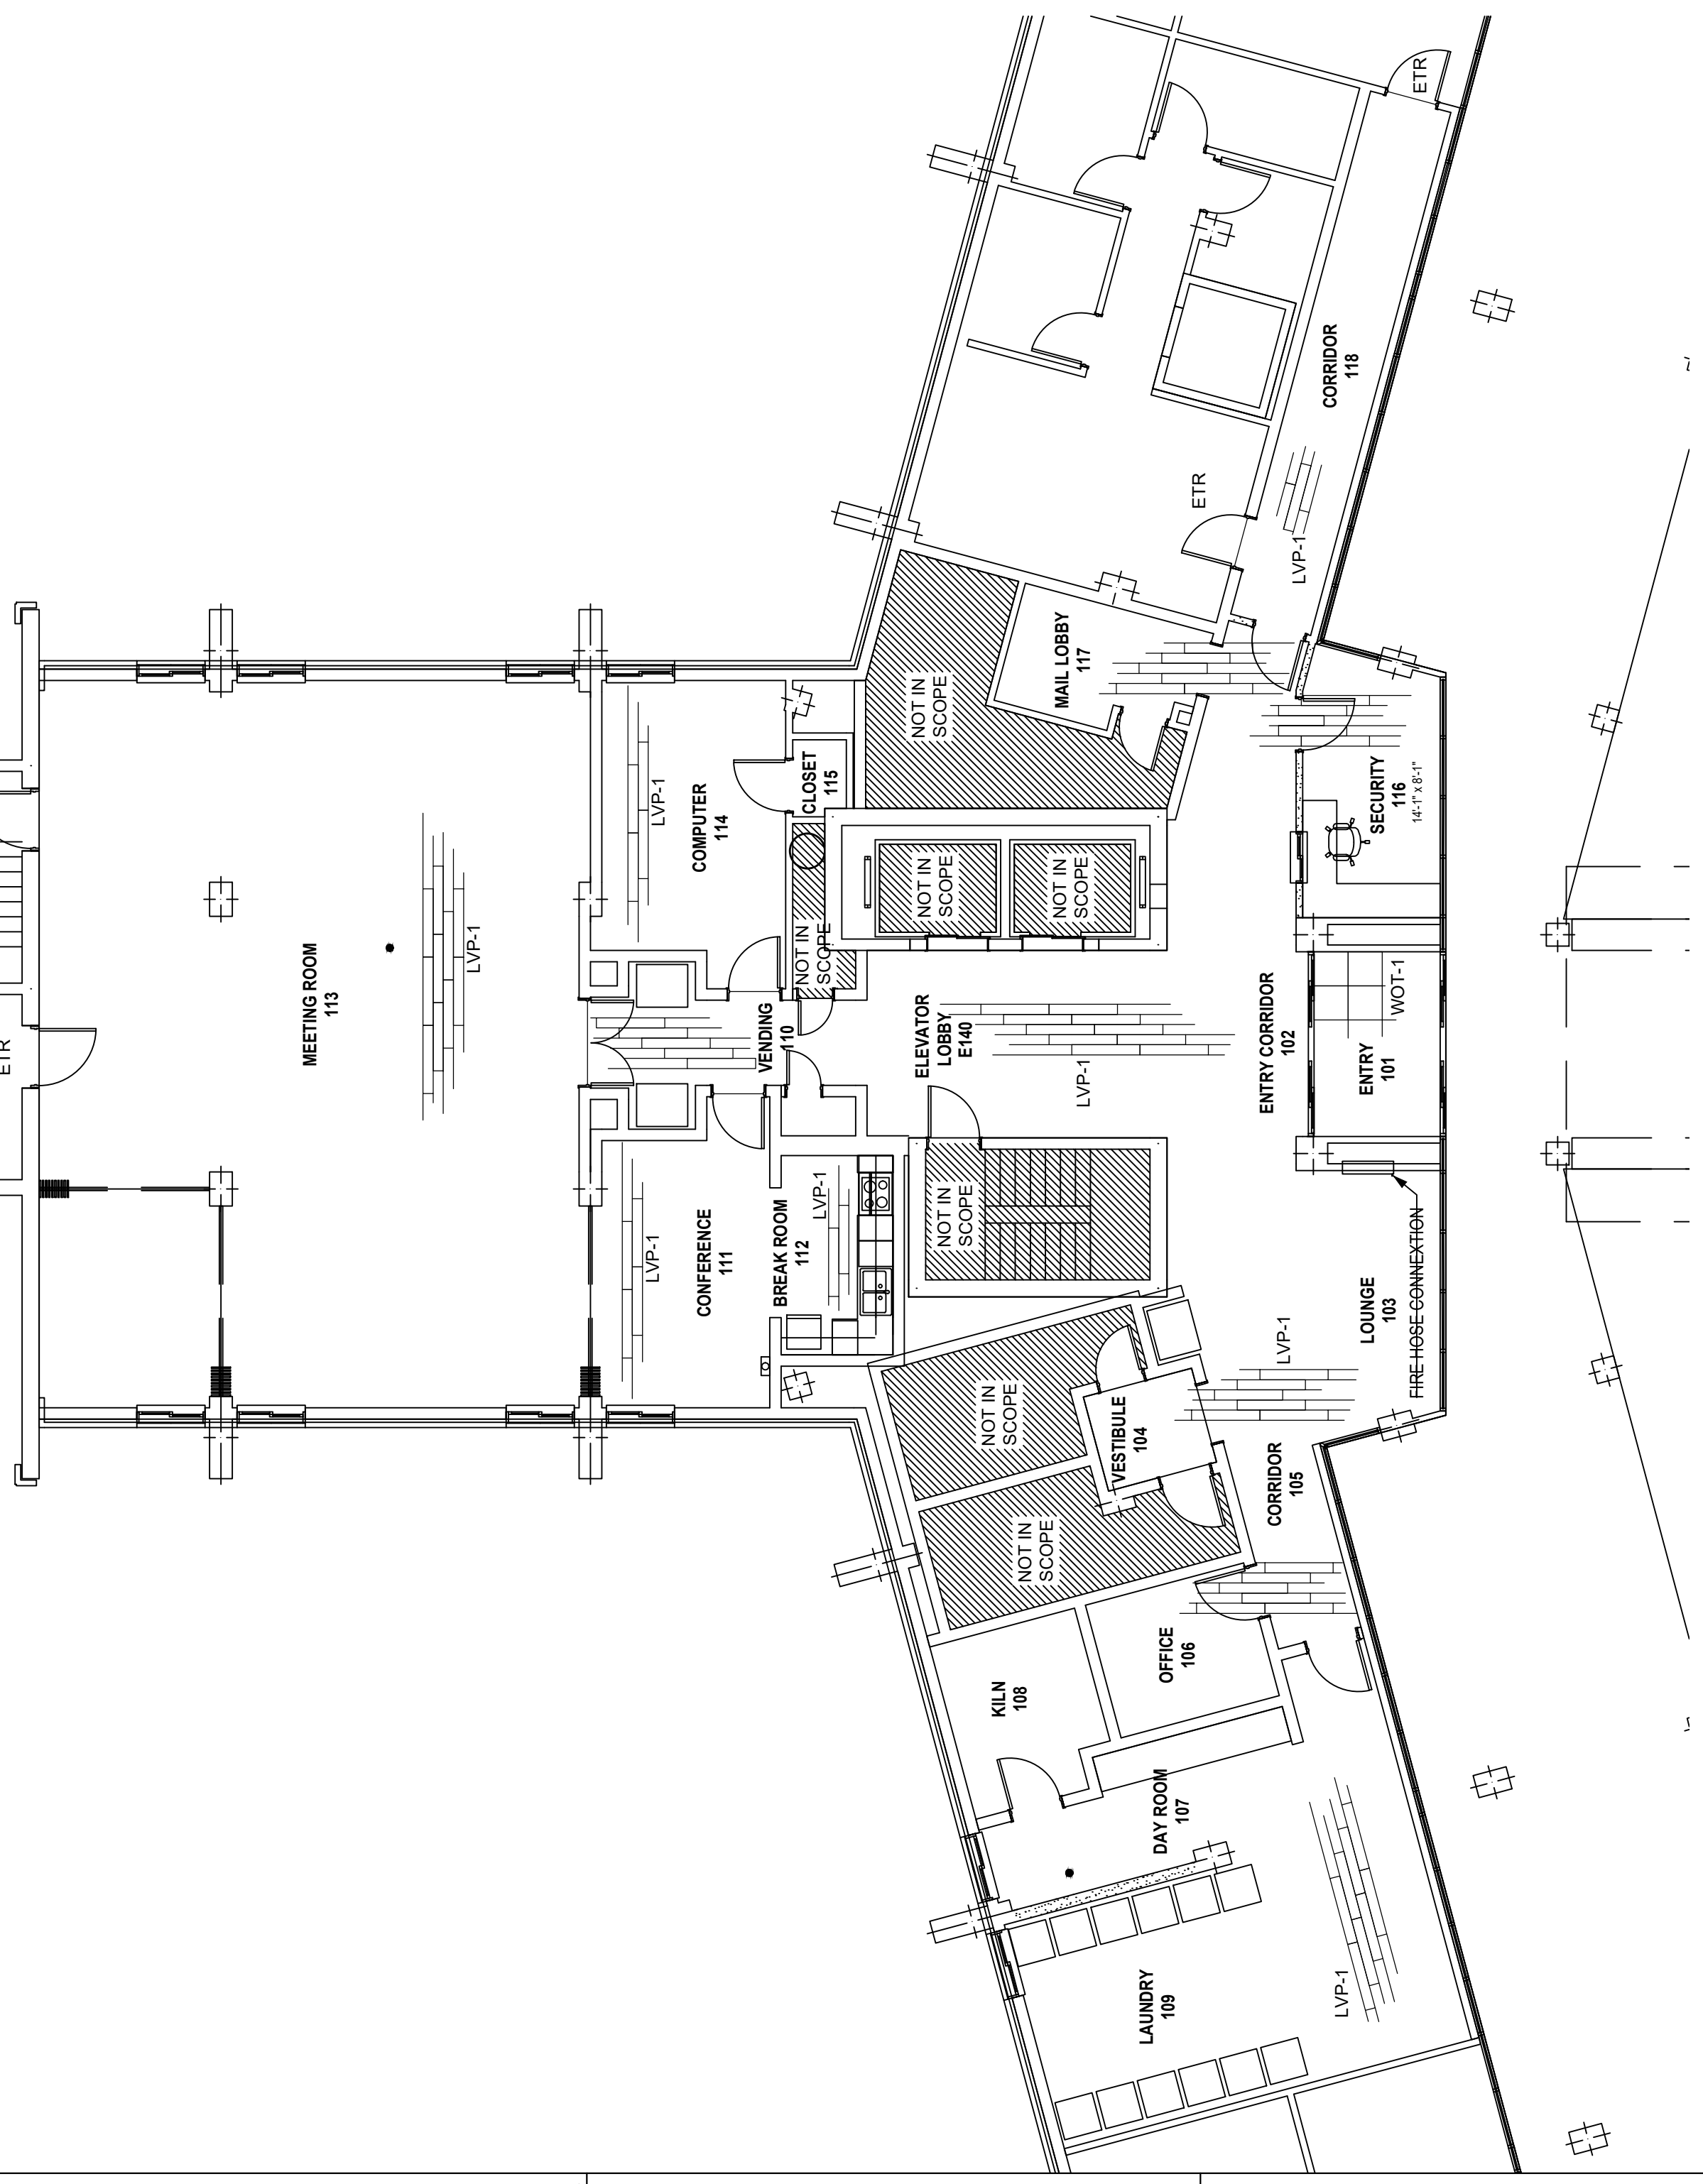 ETR
MEETING ROOM
113
LVP-1
LVP-1
COMPUTER
114
CLOSET
115
NOT IN
SCOPE
NOT IN
SCOPE
NOT IN
SCOPE
NOT IN
SCOPE
MAIL LOBBY
117
ETR
ETR
CORRIDOR
118
LVP-1
SECURITY
116
14'-1" x 8'-1"
VENDING
110
ELEVATOR
LOBBY
E140
LVP-1
ENTRY CORRIDOR
102
ENTRY
101
WOT-1
LVP-1
CONFERENCE
111
BREAK ROOM
112
LVP-1
NOT IN
SCOPE
LOUNGE
103
FIRE HOSE CONNEXTION
LVP-1
NOT IN
SCOPE
VESTIBULE
104
NOT IN
SCOPE
CORRIDOR
105
OFFICE
106
KILN
108
DAY ROOM
107
LAUNDRY
109
LVP-1